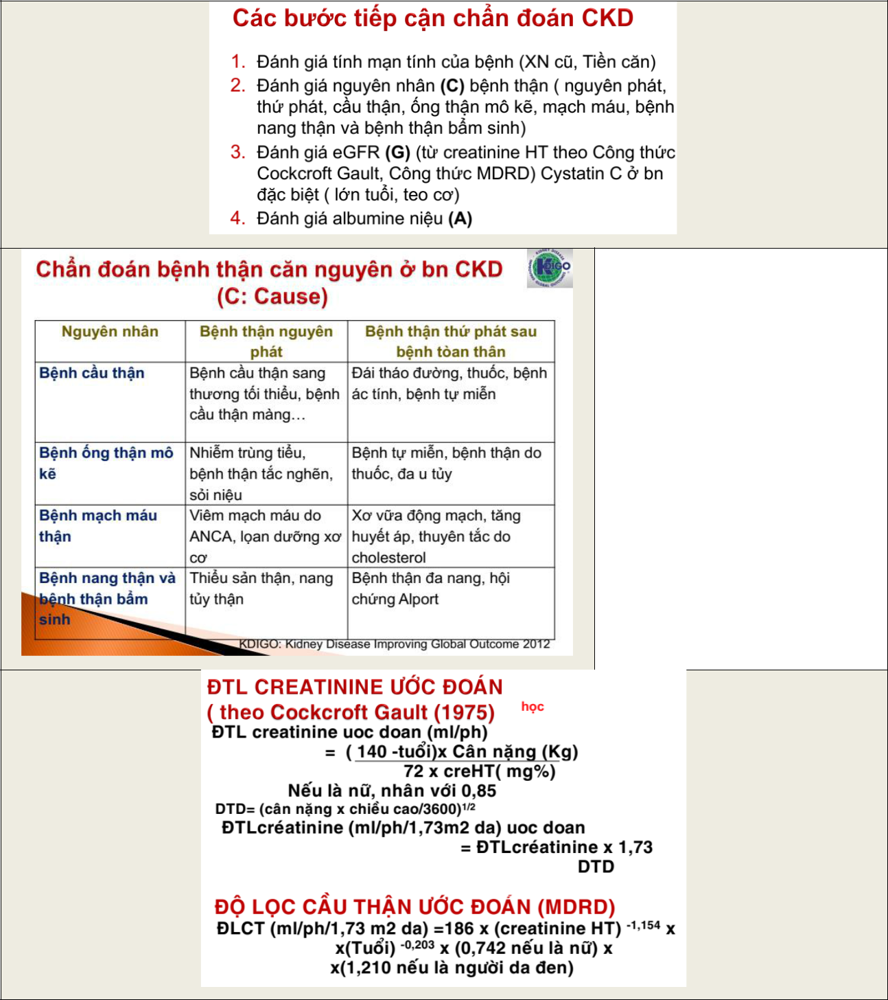 Các bước tiếp cận chẩn đoán CKD
1. Đánh giá tính mạn tính của bệnh (XN cũ, Tiền căn)
2. Đánh giá nguyên nhân (C) bệnh thận ( nguyên phát,
thứ phát, cầu thận, ống thận mô kẽ, mạch máu, bệnh
nang thận và bệnh thận bẩm sinh)
3. Đánh giá eGFR (G) (từ creatinine HT theo Công thức
Cockcroft Gault, Công thức MDRD) Cystatin C ở bn
đặc biệt ( lớn tuổi, teo cơ)
4. Đánh giá albumine niệu (A)
Chẩn đoán bệnh thận căn nguyên ở bn CKD
(C: Cause)
KIDNEY DISEASE
KDIGO
IMPROVING GLOBAL OUTCOMES
Nguyên nhân
Bệnh thận nguyên
phát
Bệnh thận thứ phát sau
bệnh tòan thân
Bệnh cầu thận
Bệnh cầu thận sang
thương tối thiểu, bệnh
cầu thận màng...
Đái tháo đường, thuốc, bệnh
ác tính, bệnh tự miễn
Bệnh ống thận mô
kẽ
Nhiễm trùng tiểu,
bệnh thận tắc nghẽn,
sỏi niệu
Bệnh tự miễn, bệnh thận do
thuốc, đa u tủy
Bệnh mạch máu
thận
Viêm mạch máu do
ANCA, lọan dưỡng xơ
cơ
Xơ vữa động mạch, tăng
huyết áp, thuyên tắc do
cholesterol
Bệnh nang thận và
bệnh thận bẩm
sinh
Thiểu sản thận, nang
tủy thận
Bệnh thận đa nang, hội
chứng Alport
KDIGO: Kidney Disease Improving Global Outcome 2012
ĐTL CREATININE ƯỚC ĐOÁN
( theo Cockcroft Gault (1975) học
ĐTL creatinine uoc doan (ml/ph)
= ( 140 -tuổi)x Cân nặng (Kg)
72 x creHT( mg%)
Nếu là nữ, nhân với 0,85
DTD= (cân nặng x chiều cao/3600)1/2
ĐTLcréatinine (ml/ph/1,73m2 da) uoc doan
= ĐTLcréatinine x 1,73
DTD
ĐỘ LỌC CẦU THẬN ƯỚC ĐOÁN (MDRD)
ĐLCT (ml/ph/1,73 m2 da) =186 x (creatinine HT) -1,154 x
x(Tuổi) -0,203 x (0,742 nếu là nữ) x
x(1,210 nếu là người da đen)